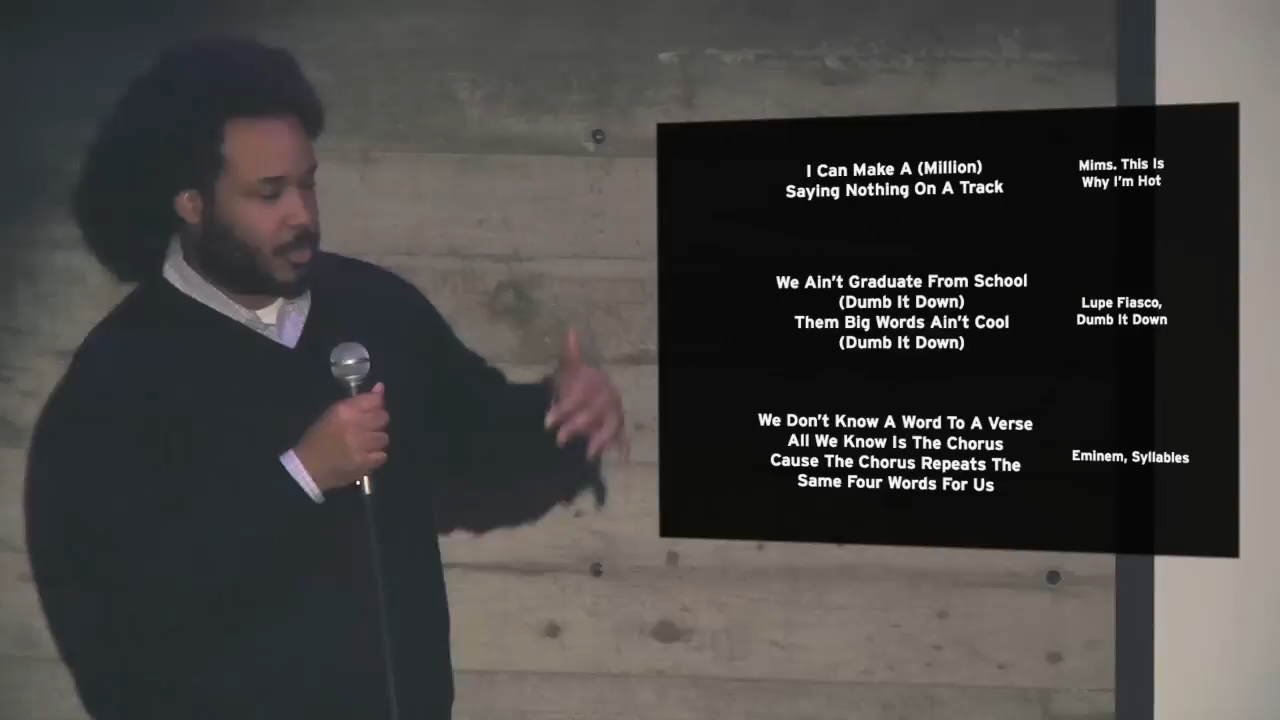 I Can Make A (Million)
Saying Nothing On A Track
Mims. This Is
Why I'm Hot
We Ain't Graduate From School
(Dumb It Down)
Them Big Words Ain't Cool
(Dumb It Down)
Lupe Fiasco,
Dumb It Down
We Don't Know A Word To A Verse
All We Know Is The Chorus
Cause The Chorus Repeats The
Same Four Words For Us
Eminem, Syllables